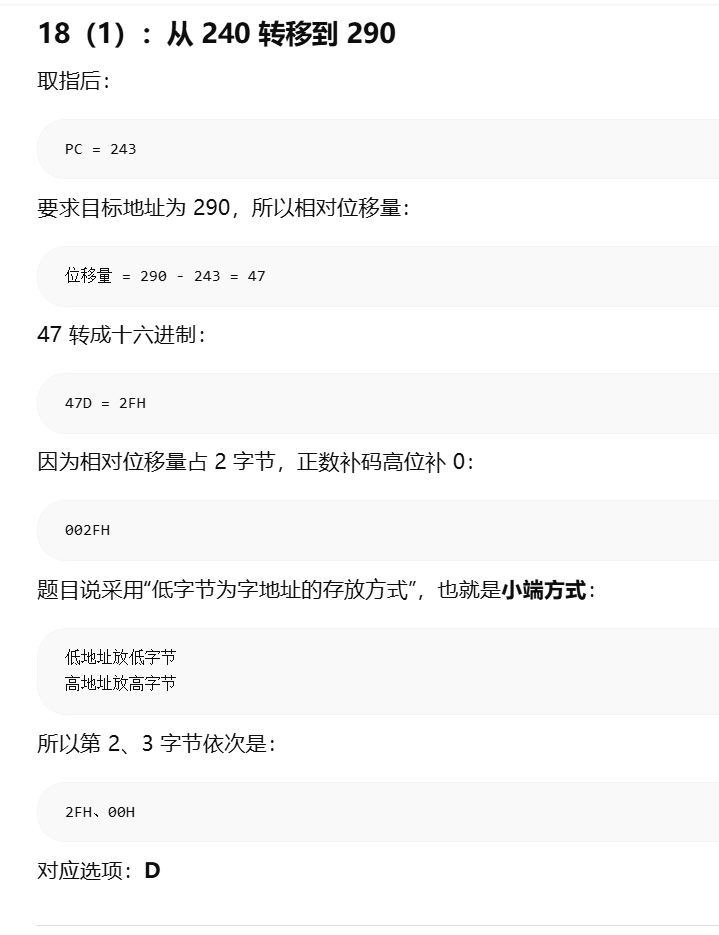 18（1）：从 240 转移到 290
取指后：
PC = 243
要求目标地址为 290，所以相对位移量：
位移量 = 290 - 243 = 47
47 转成十六进制：
47D = 2FH
因为相对位移量占 2 字节，正数补码高位补 0：
002FH
题目说采用“低字节为字地址的存放方式”，也就是小端方式：
低地址放低字节
高地址放高字节
所以第 2、3 字节依次是：
2FH、00H
对应选项：D